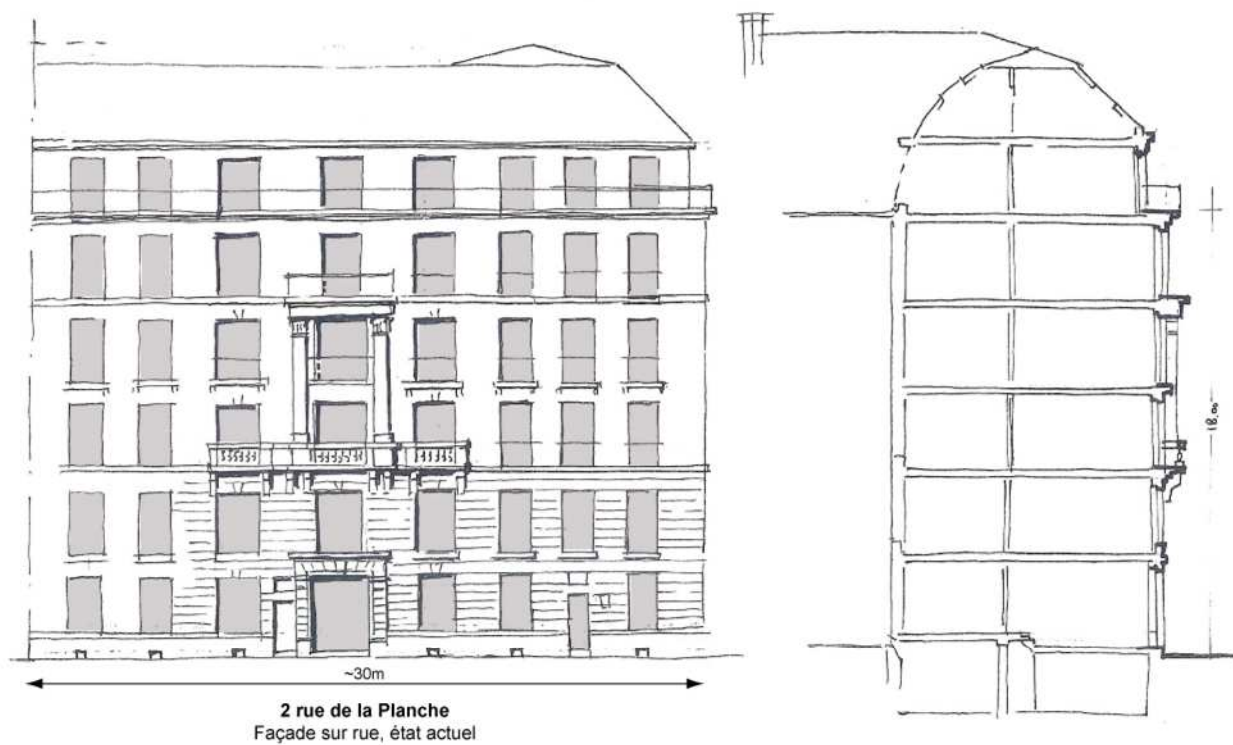 18,00
~30m
2 rue de la Planche
Façade sur rue, état actuel